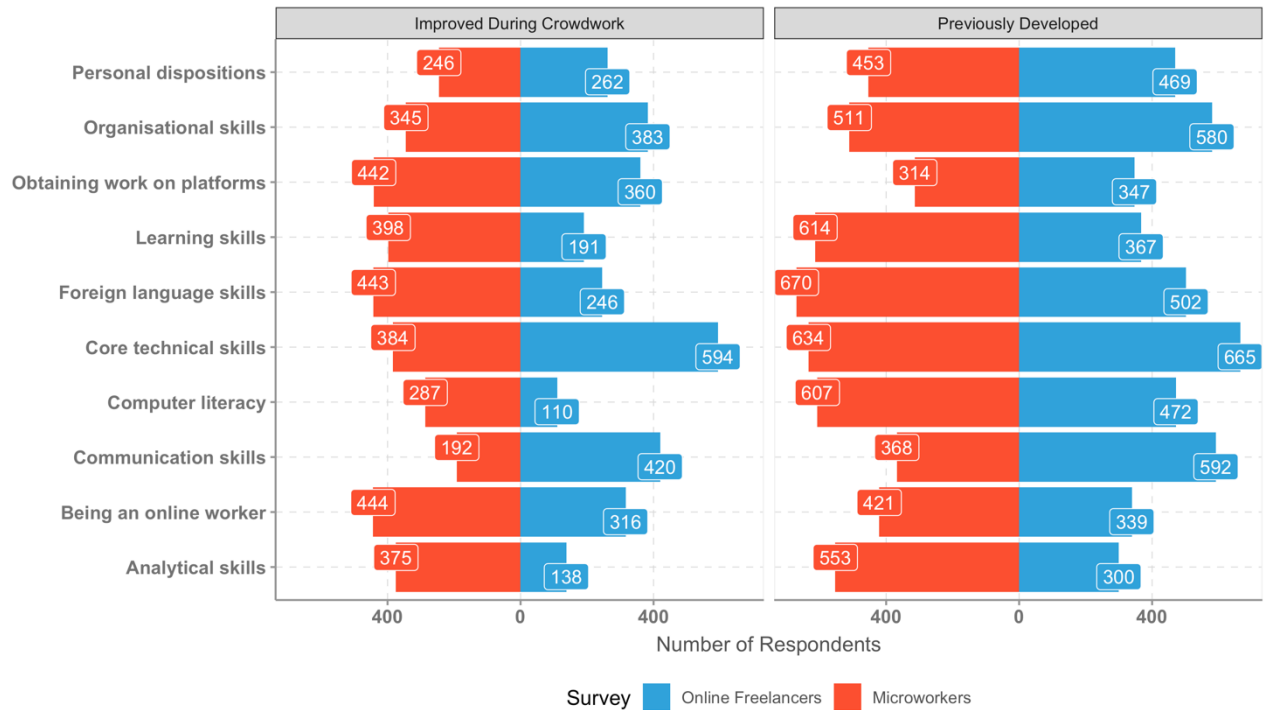 Improved During Crowdwork Previously Developed
Personal dispositions 246 262 453 469
Organisational skills 345 383 511 580
Obtaining work on platforms 442 360 314 347
Learning skills 398 191 614 367
Foreign language skills 443 246 670 502
Core technical skills 384 594 634 665
Computer literacy 287 110 607 472
Communication skills 192 420 368 592
Being an online worker 444 316 421 339
Analytical skills 375 138 553 300
400 0 400 400 0 400
Number of Respondents
Survey Online Freelancers Microworkers